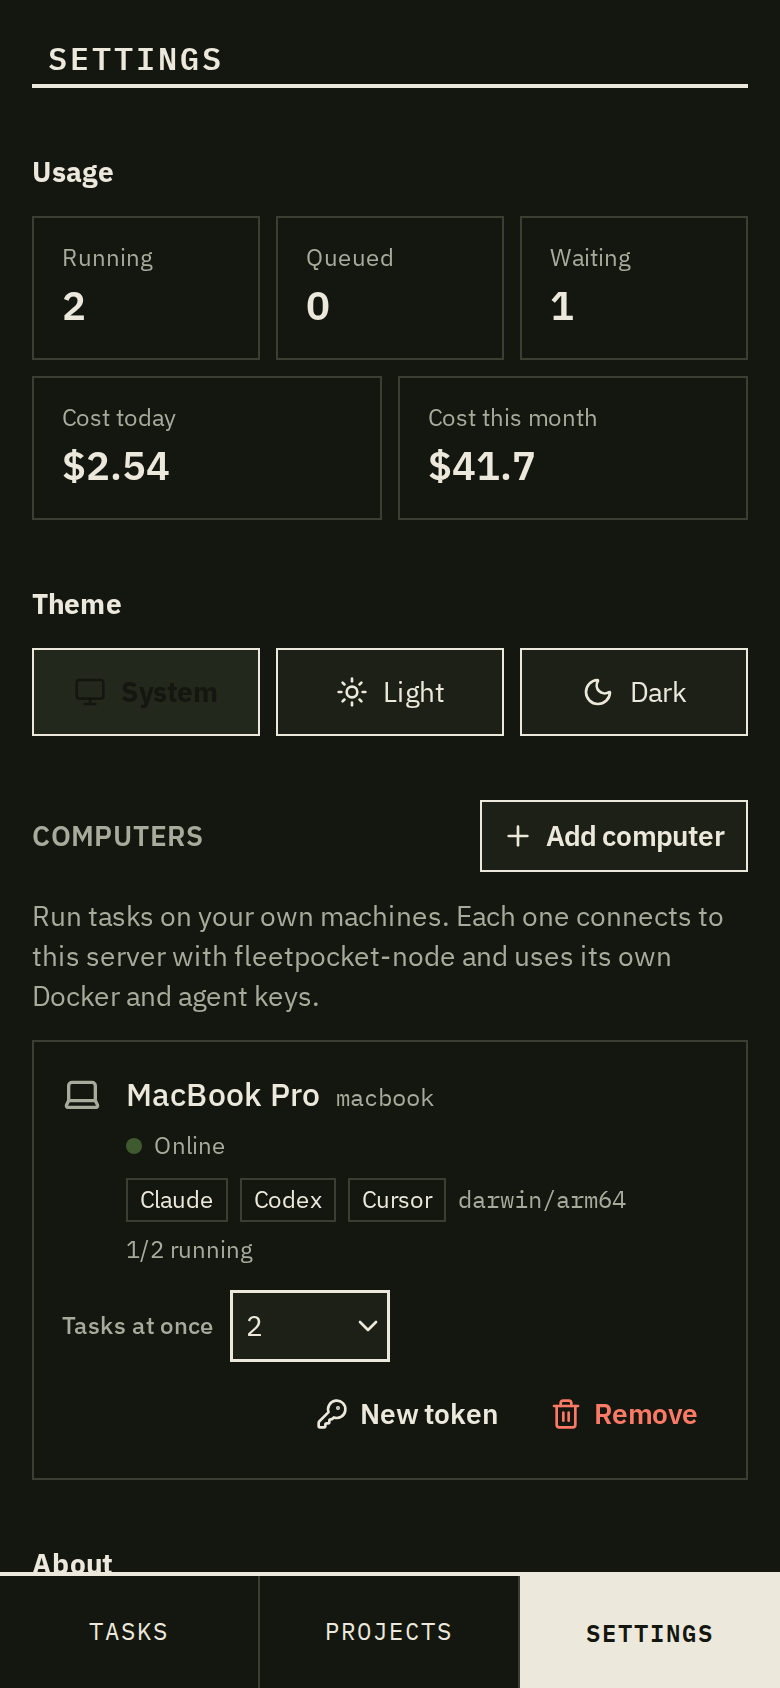 SETTINGS
Usage
Running
2
Queued
0
Waiting
1
Cost today
$2.54
Cost this month
$41.7
Theme
System
Light
Dark
COMPUTERS
Add computer
Run tasks on your own machines. Each one connects to
this server with fleetpocket-node and uses its own
Docker and agent keys.
MacBook Pro macbook
Online
Claude Codex Cursor darwin/arm64
1/2 running
Tasks at once 2
New token
Remove
About
TASKS
PROJECTS
SETTINGS